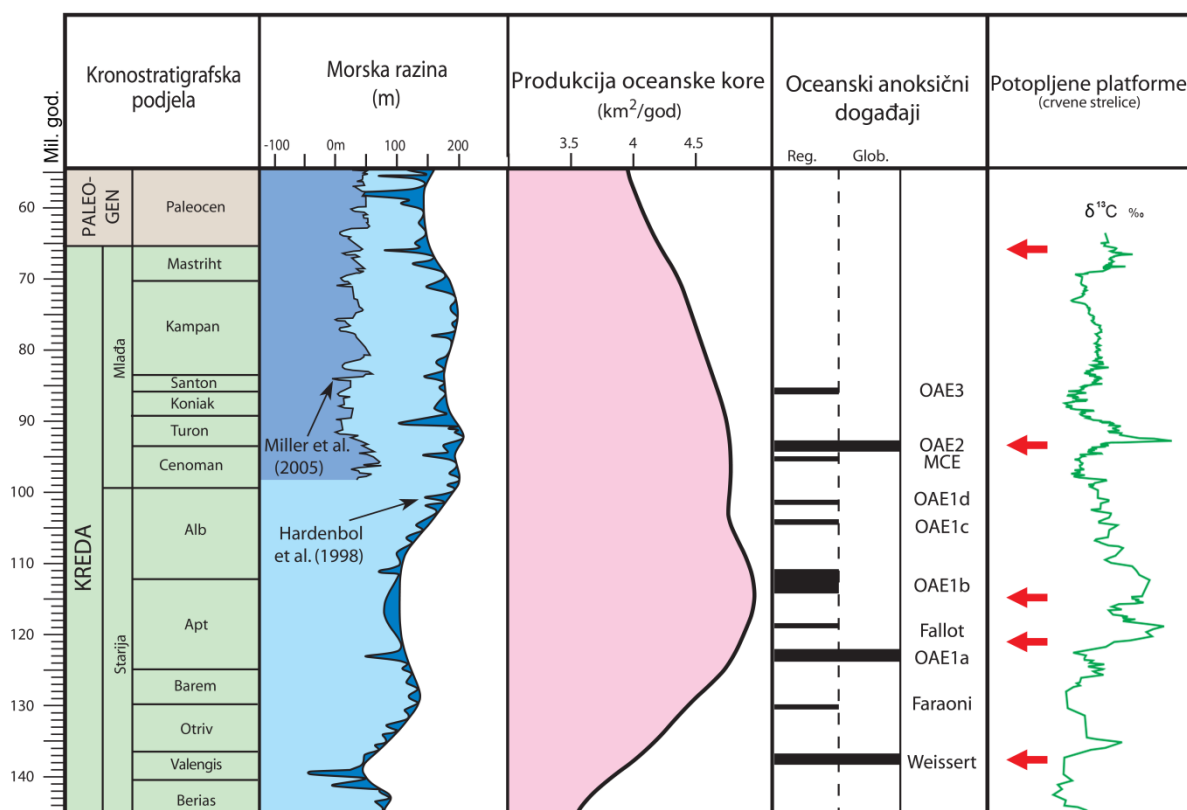 Mil. god.
Kronostratigrafska
podjela
Morska razina
(m)
-100 0m 100 200
Produkcija oceanske kore
(km²/god)
3.5 4 4.5
Oceanski anoksični
događaji
Reg. Glob.
Potopljene platforme
(crvene strelice)
δ¹³C ‰
60
70
80
90
100
110
120
130
140
PALEO-
GEN
KREDA
Mlađa
Starija
Paleocen
Mastriht
Kampan
Santon
Koniak
Turon
Cenoman
Alb
Apt
Barem
Otriv
Valengis
Berias
Miller et al.
(2005)
Hardenbol
et al. (1998)
OAE3
OAE2
MCE
OAE1d
OAE1c
OAE1b
Fallot
OAE1a
Faraoni
Weissert